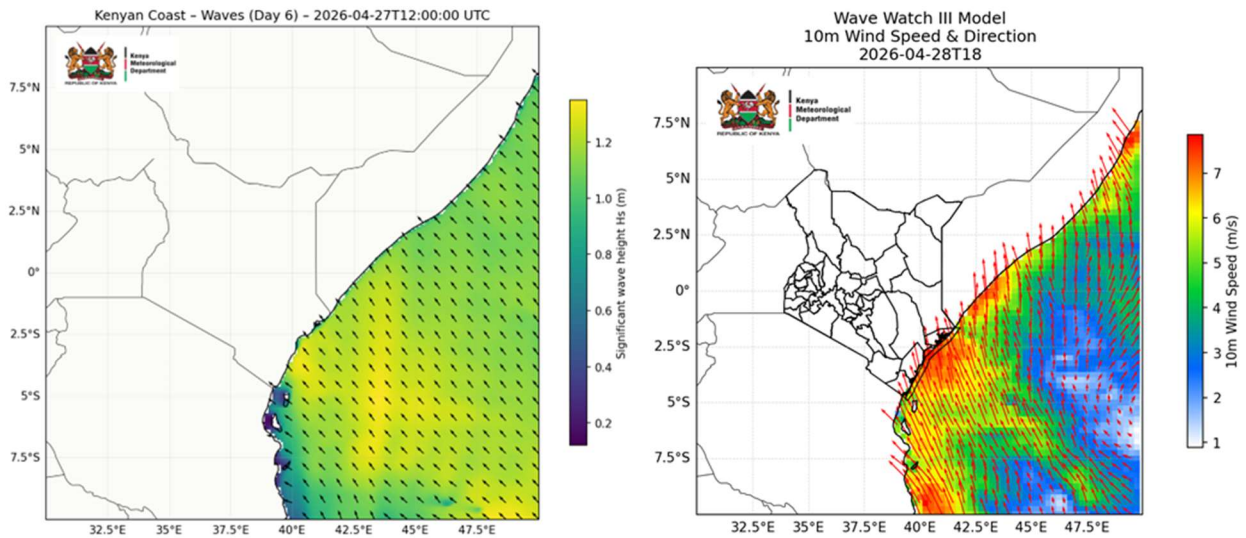 Kenyan Coast – Waves (Day 6) – 2026-04-27T12:00:00 UTC
Kenya
Meteorological
Department
REPUBLIC OF KENYA
7.5°N
5°N
2.5°N
0°
2.5°S
5°S
7.5°S
32.5°E 35°E 37.5°E 40°E 42.5°E 45°E 47.5°E
1.2
1.0
0.8
0.6
0.4
0.2
Significant wave height Hs (m)
Wave Watch III Model
10m Wind Speed & Direction
2026-04-28T18
Kenya
Meteorological
Department
REPUBLIC OF KENYA
7.5°N
5°N
2.5°N
0°
2.5°S
5°S
7.5°S
32.5°E 35°E 37.5°E 40°E 42.5°E 45°E 47.5°E
7
6
5
4
3
2
1
10m Wind Speed (m/s)